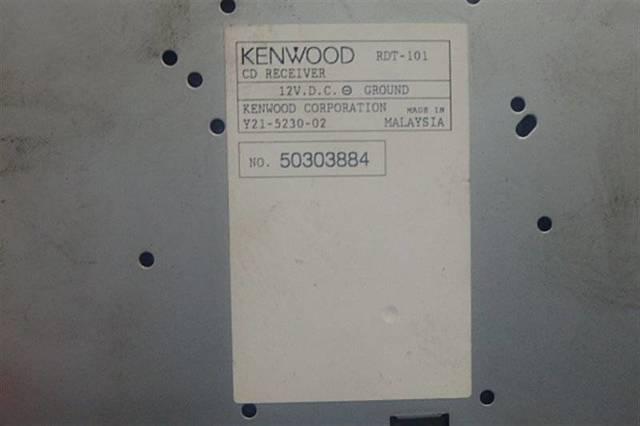 KENWOOD RDT-101
CD RECEIVER
12V.D.C. ⊖ GROUND
KENWOOD CORPORATION MADE IN
Y21-5230-02 MALAYSIA
NO. 50303884